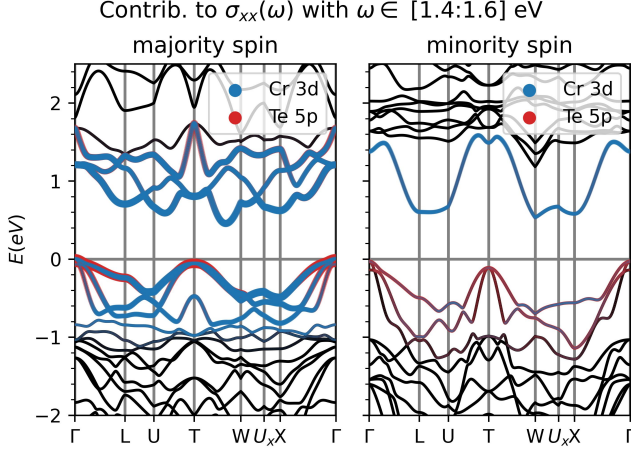 Contrib. to σxx(ω) with ω ∈ [1.4:1.6] eV
majority spin
minority spin
Cr 3d
Te 5p
Cr 3d
Te 5p
E(eV)
2
1
0
−1
−2
Γ L U T W Ux X Γ
Γ L U T W Ux X Γ